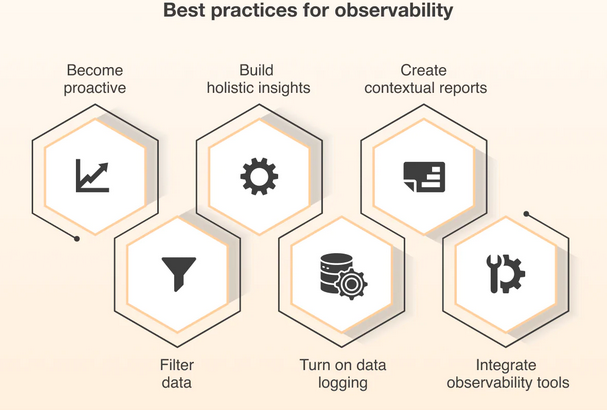 Best practices for observability
Become
proactive
Build
holistic insights
Create
contextual reports
Filter
data
Turn on data
logging
Integrate
observability tools